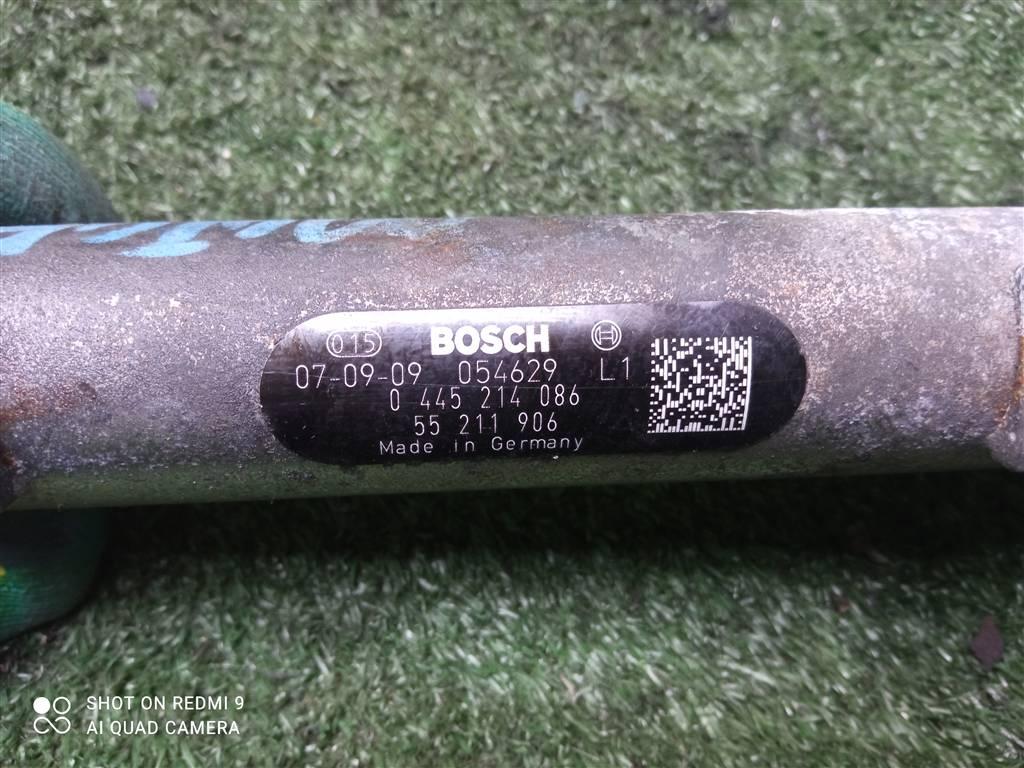 015 BOSCH
07-09-09 054629 L1
0 445 214 086
55 211 906
Made in Germany
SHOT ON REDMI 9
AI QUAD CAMERA